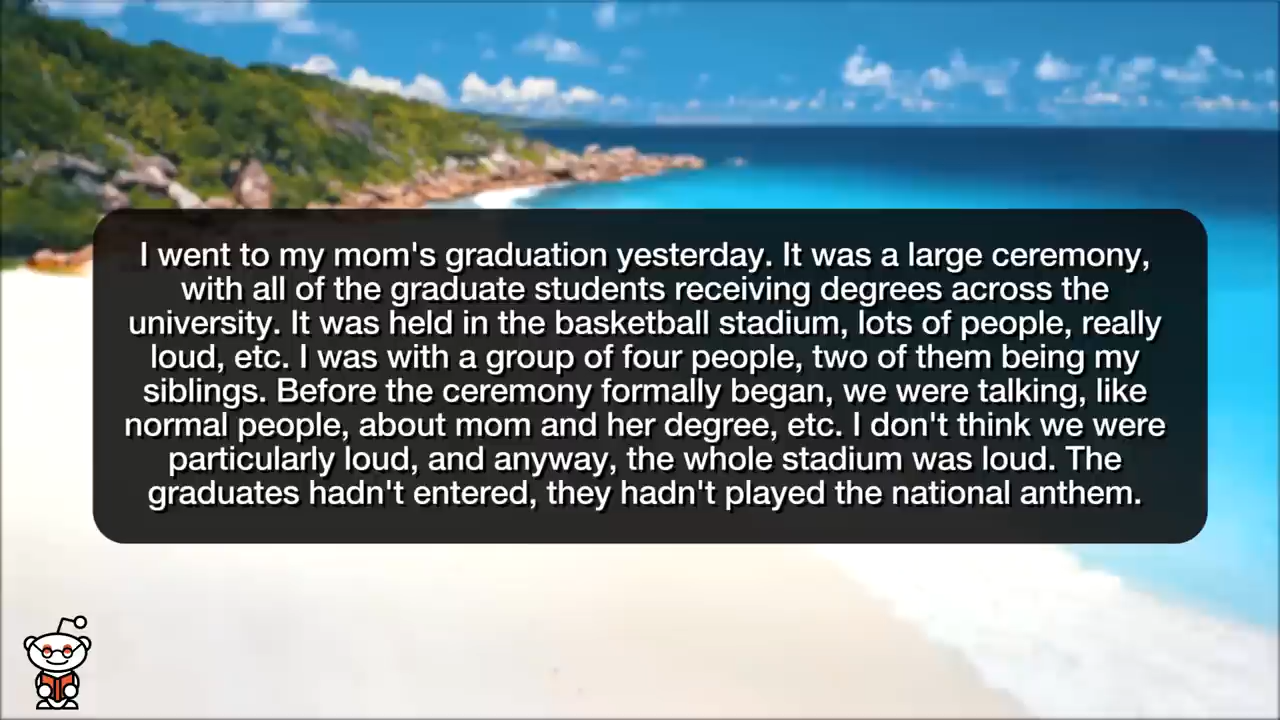 I went to my mom's graduation yesterday. It was a large ceremony,
with all of the graduate students receiving degrees across the
university. It was held in the basketball stadium, lots of people, really
loud, etc. I was with a group of four people, two of them being my
siblings. Before the ceremony formally began, we were talking, like
normal people, about mom and her degree, etc. I don't think we were
particularly loud, and anyway, the whole stadium was loud. The
graduates hadn't entered, they hadn't played the national anthem.